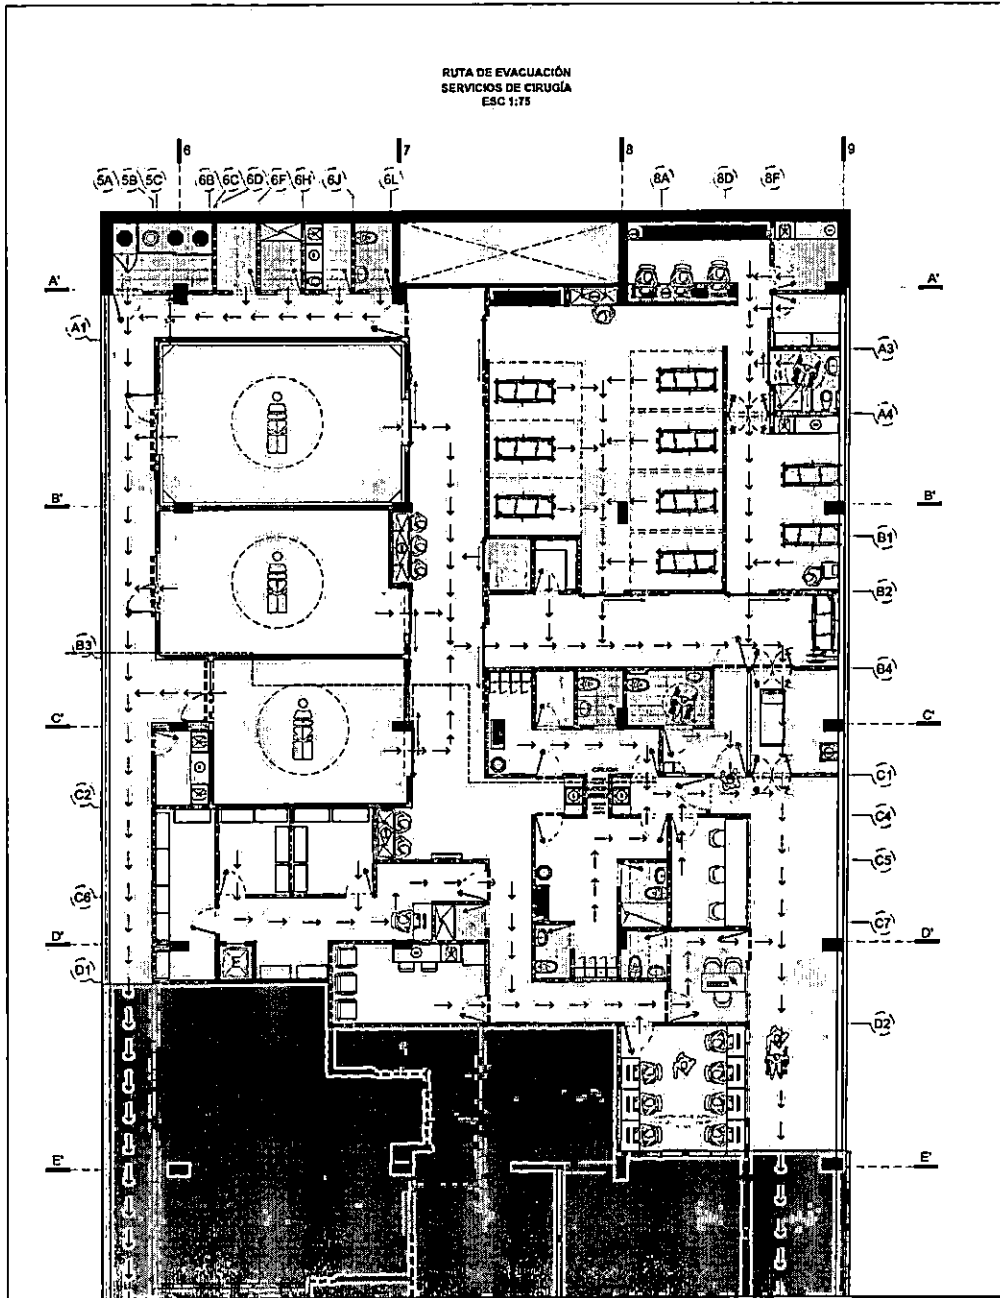 RUTA DE EVACUACIÓN
SERVICIOS DE CIRUGÍA
ESC 1:75
6
7
8
9
5A 5B 5C 6B 6C 6D 6F 6H 6J 6L 8A 8D 8F
A' A'
A1
A3
A4
B' B'
B1
B2
B3
B4
C' C'
C1
C2
C4
C5
C6
C7
D' D'
D1
D2
E' E'